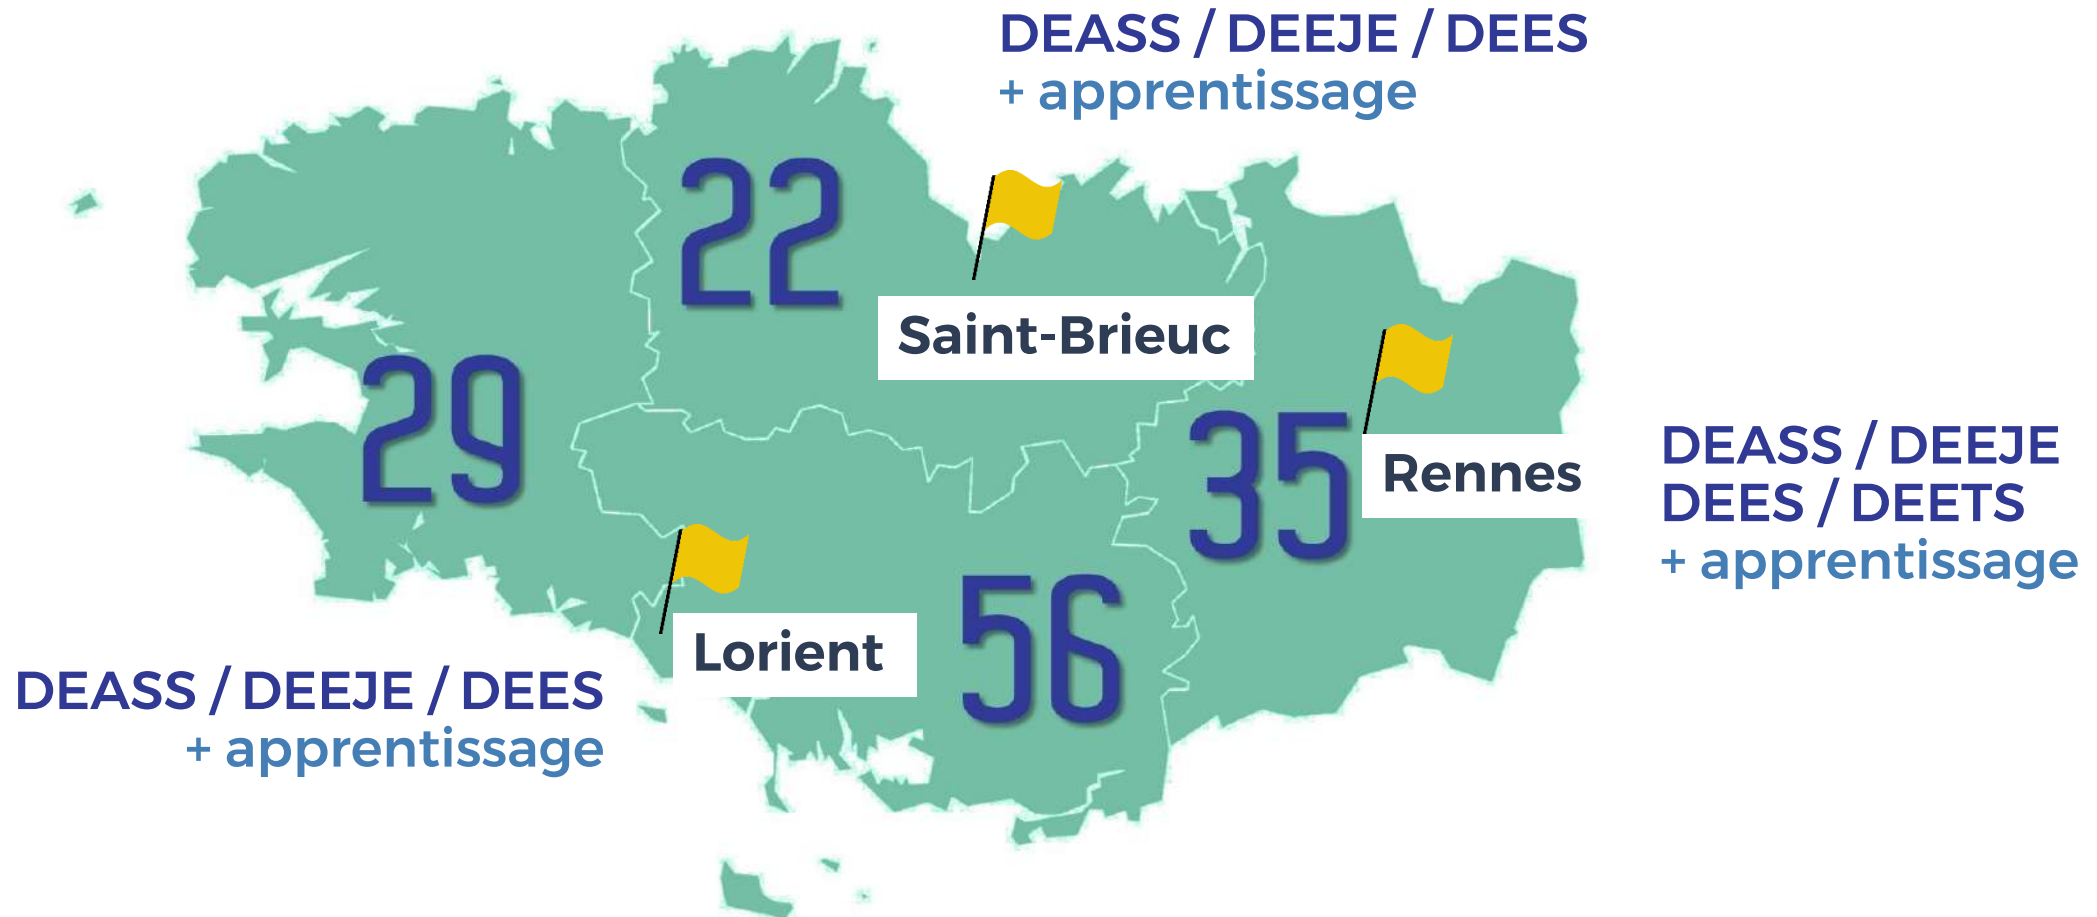 DEASS / DEEJE / DEES
+ apprentissage
22
Saint-Brieuc
29
35
Rennes
DEASS / DEEJE
DEES / DEETS
+ apprentissage
56
Lorient
DEASS / DEEJE / DEES
+ apprentissage